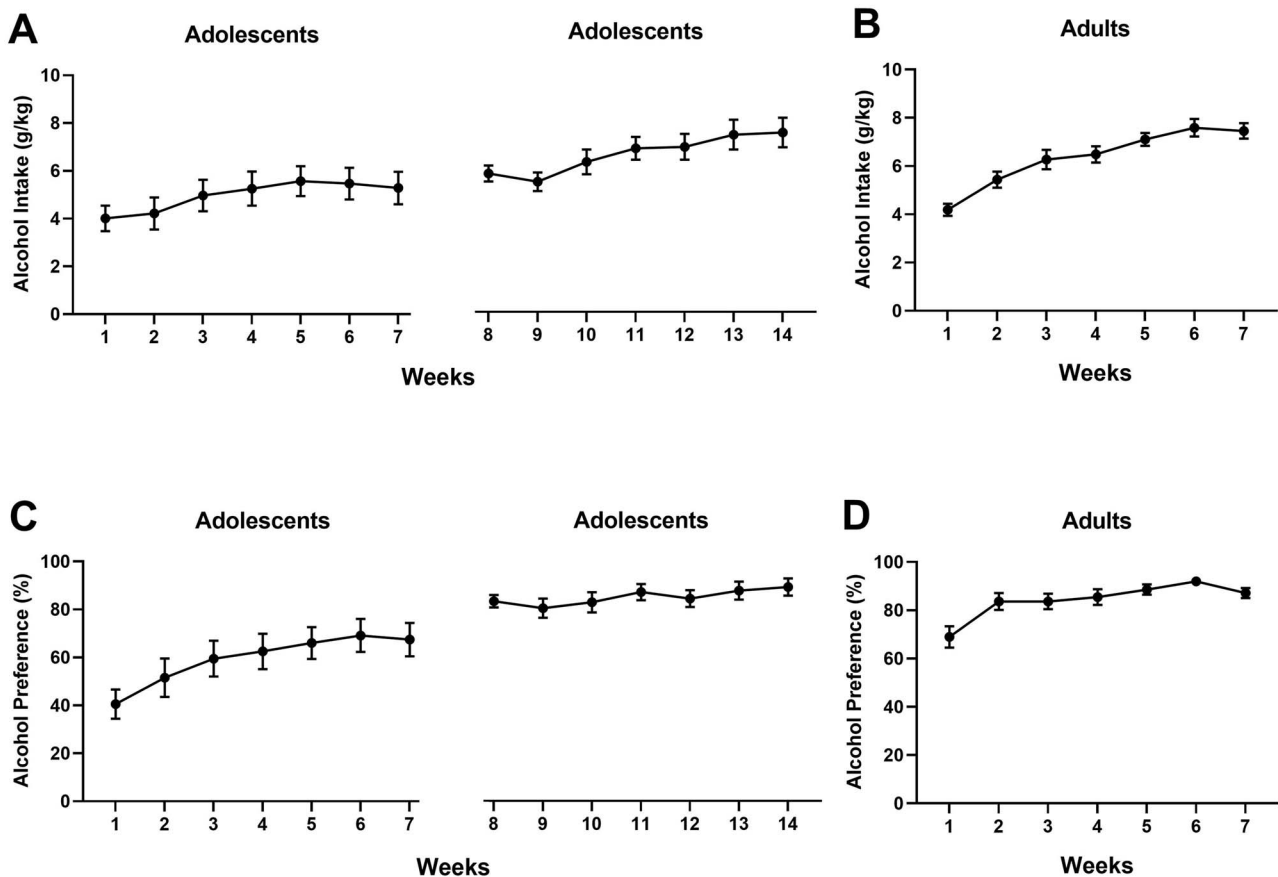 A
Adolescents
Adolescents
B
Adults
Alcohol Intake (g/kg)
10
8
6
4
2
0
1 2 3 4 5 6 7
8 9 10 11 12 13 14
Weeks
Alcohol Intake (g/kg)
10
8
6
4
2
0
1 2 3 4 5 6 7
Weeks
C
Adolescents
Adolescents
D
Adults
Alcohol Preference (%)
100
80
60
40
20
0
1 2 3 4 5 6 7
8 9 10 11 12 13 14
Weeks
Alcohol Preference (%)
100
80
60
40
20
0
1 2 3 4 5 6 7
Weeks